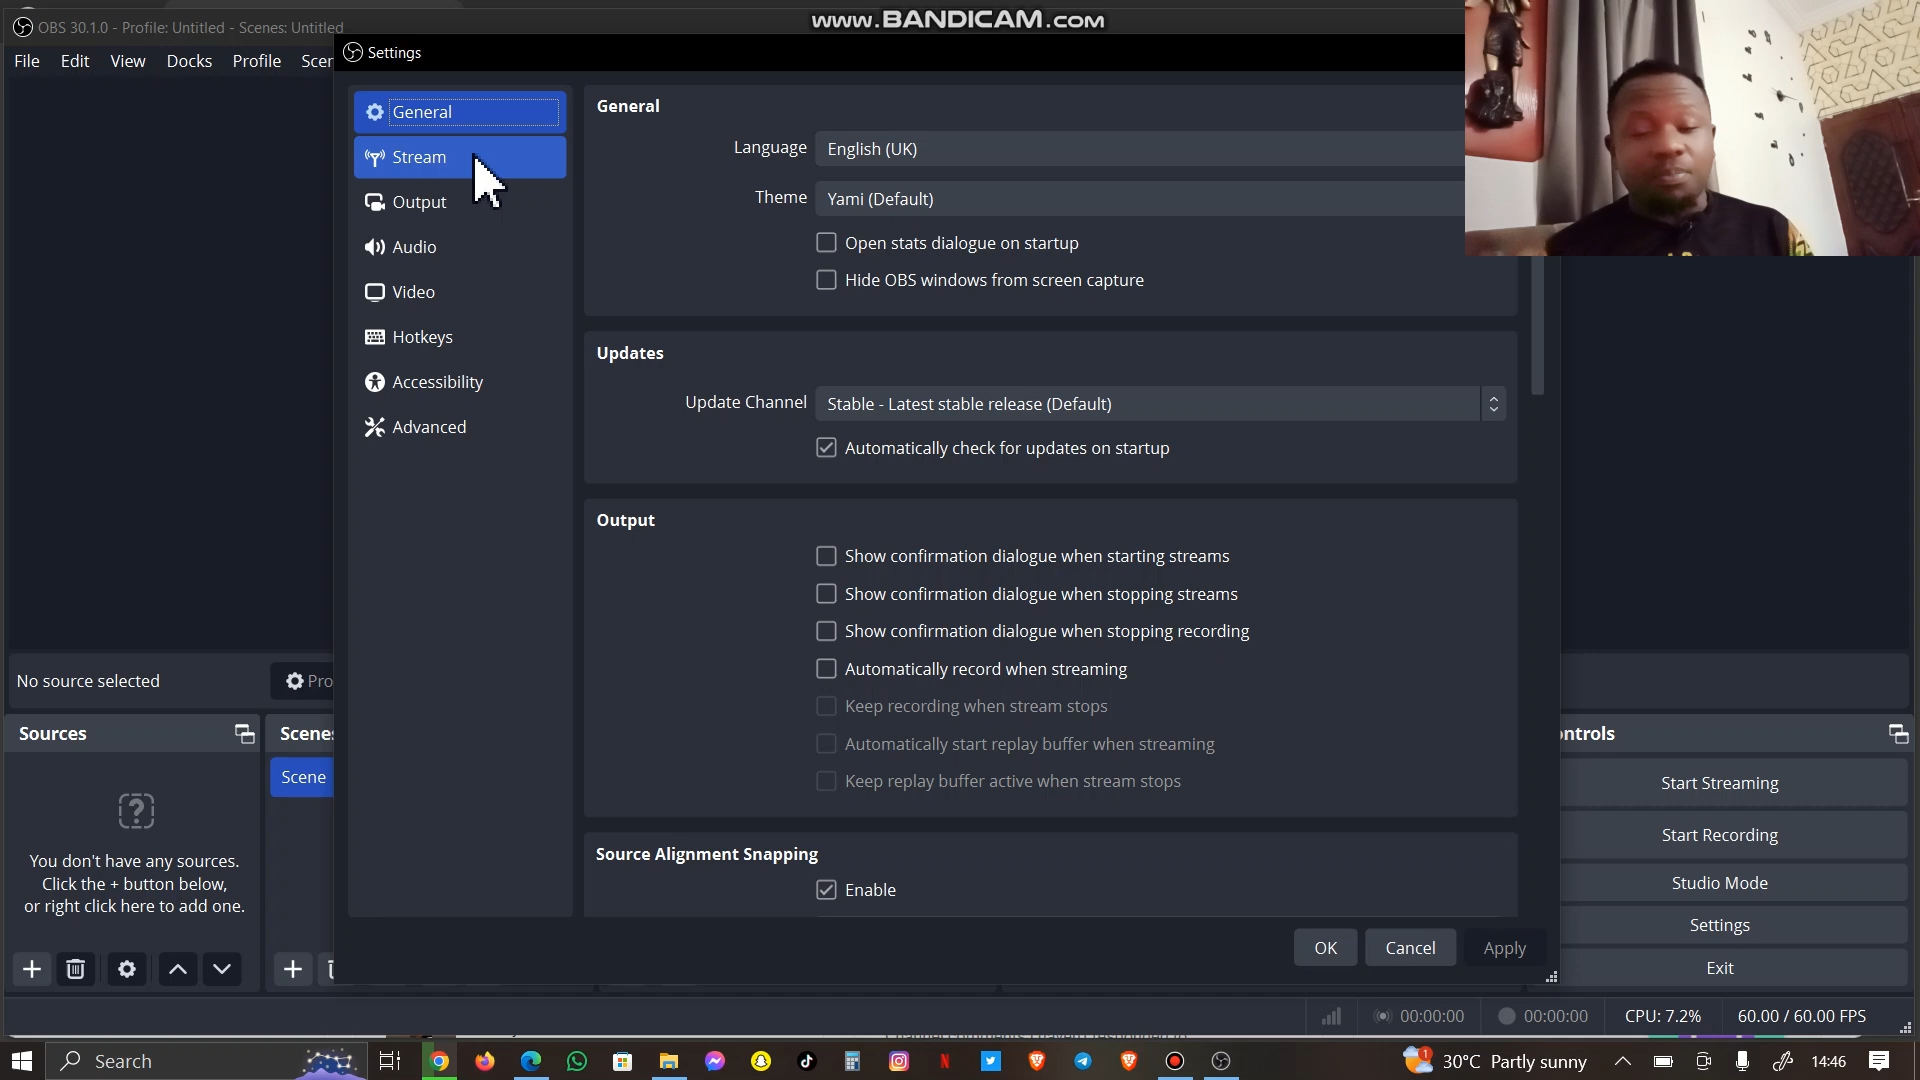 OBS 30.1.0 - Profile: Untitled - Scenes: Untitled
www.BANDICAM.com
File Edit View Docks Profile Scen
Settings
General
Stream
Output
Audio
Video
Hotkeys
Accessibility
Advanced
General
Language English (UK)
Theme Yami (Default)
Open stats dialogue on startup
Hide OBS windows from screen capture
Updates
Update Channel Stable - Latest stable release (Default)
Automatically check for updates on startup
Output
Show confirmation dialogue when starting streams
Show confirmation dialogue when stopping streams
Show confirmation dialogue when stopping recording
Automatically record when streaming
Keep recording when stream stops
Automatically start replay buffer when streaming
Keep replay buffer active when stream stops
Source Alignment Snapping
Enable
OK Cancel Apply
No source selected
Pro
Sources
You don't have any sources.
Click the + button below,
or right click here to add one.
Scenes
Scene
ontrols
Start Streaming
Start Recording
Studio Mode
Settings
Exit
00:00:00 00:00:00 CPU: 7.2% 60.00 / 60.00 FPS
Search
1
30°C Partly sunny
14:46